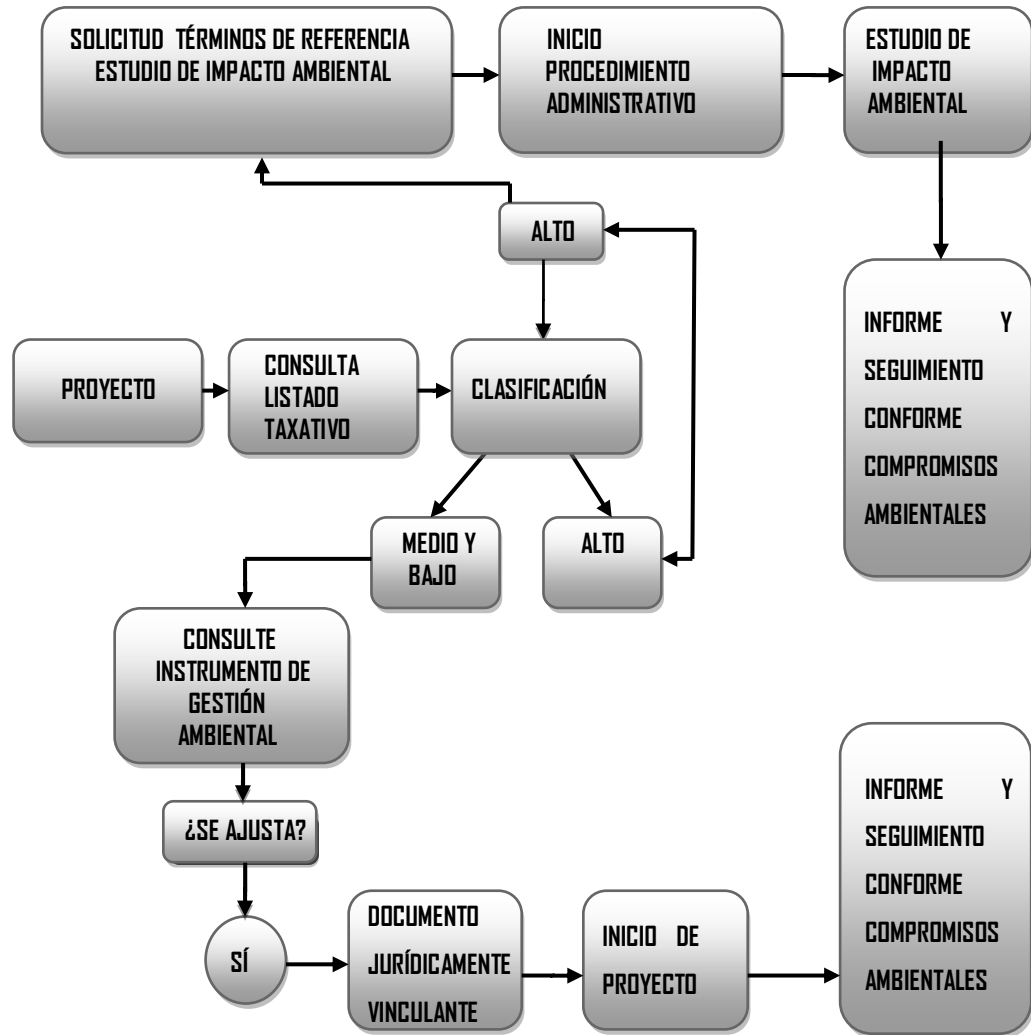 SOLICITUD TÉRMINOS DE REFERENCIA
ESTUDIO DE IMPACTO AMBIENTAL
INICIO
PROCEDIMIENTO
ADMINISTRATIVO
ESTUDIO DE
IMPACTO
AMBIENTAL
ALTO
INFORME Y
SEGUIMIENTO
CONFORME
COMPROMISOS
AMBIENTALES
PROYECTO
CONSULTA
LISTADO
TAXATIVO
CLASIFICACIÓN
MEDIO Y
BAJO
ALTO
CONSULTE
INSTRUMENTO DE
GESTIÓN
AMBIENTAL
¿SE AJUSTA?
SÍ
DOCUMENTO
JURÍDICAMENTE
VINCULANTE
INICIO DE
PROYECTO
INFORME Y
SEGUIMIENTO
CONFORME
COMPROMISOS
AMBIENTALES